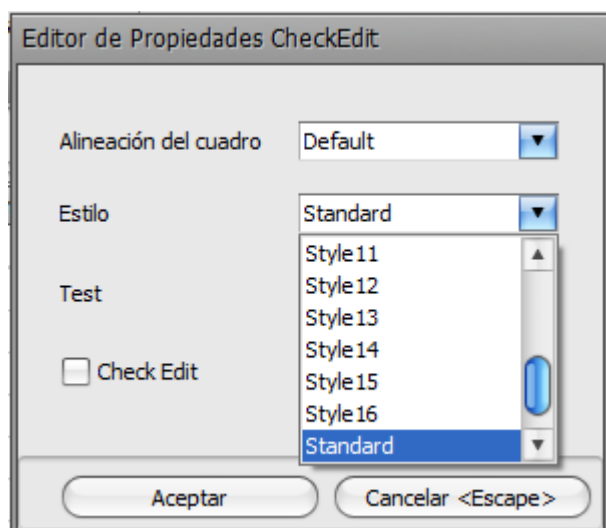 Editor de Propiedades CheckEdit
Alineación del cuadro Default
Estilo Standard
Style11
Style12
Test
Style13
Style14
Check Edit
Style15
Style16
Standard
Aceptar Cancelar <Escape>